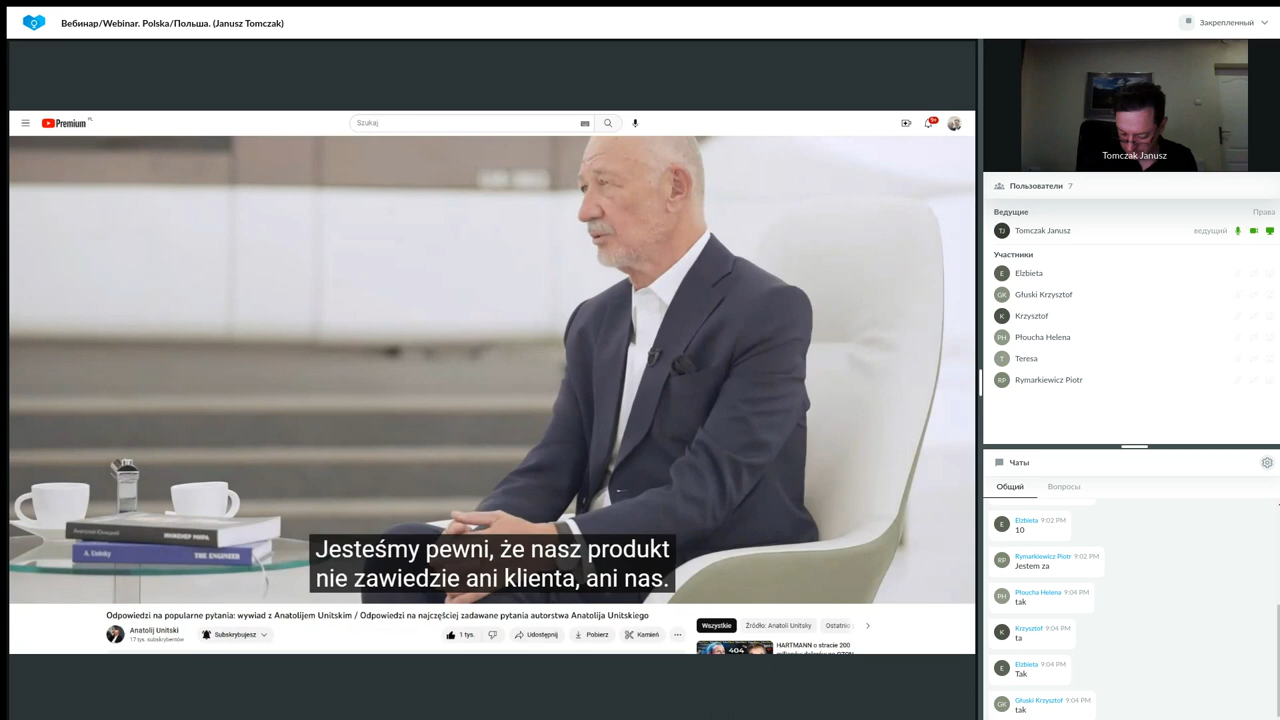 Вебинар/Webinar. Polska/Польша. (Janusz Tomczak)
Закрепленный
Premium PL
Szukaj
9+
Tomczak Janusz
Пользователи 7
Ведущие
Права
TJ Tomczak Janusz ведущий
Участники
E Elzbieta
GK Głuski Krzysztof
K Krzysztof
PH Płoucha Helena
T Teresa
RP Rymarkiewicz Piotr
ИНЖЕНЕР МИРА
A. Unitsky THE ENGINEER
Jesteśmy pewni, że nasz produkt
nie zawiedzie ani klienta, ani nas.
Odpowiedzi na popularne pytania: wywiad z Anatolijem Unitskim / Odpowiedzi na najczęściej zadawane pytania autorstwa Anatolija Unitskiego
Anatolij Unitski
17 tys. subskrybentów
Subskrybujesz
1 tys.
Udostępnij
Pobierz
Kamień
Wszystkie
Źródło: Anatoli Unitsky
Ostatnio
404
HARTMANN o stracie 200
Чаты
Общий Вопросы
E Elzbieta 9:02 PM
10
RP Rymarkiewicz Piotr 9:02 PM
Jestem za
PH Płoucha Helena 9:04 PM
tak
K Krzysztof 9:04 PM
ta
E Elzbieta 9:04 PM
Tak
GK Głuski Krzysztof 9:04 PM
tak